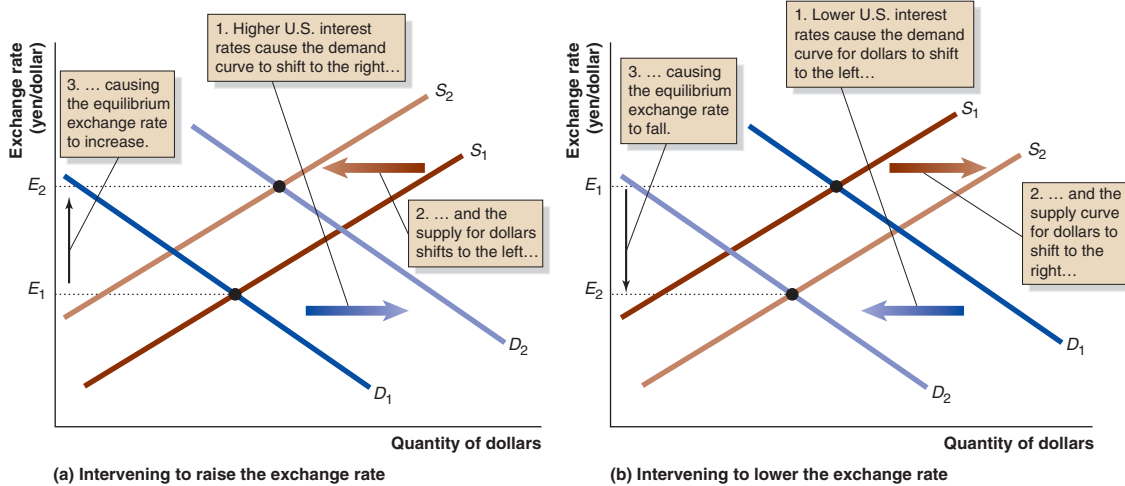 Exchange rate
(yen/dollar)
3. … causing
the equilibrium
exchange rate
to increase.
1. Higher U.S. interest
rates cause the demand
curve to shift to the right…
S2
S1
E2
2. … and the
supply for dollars
shifts to the left…
E1
D2
D1
Quantity of dollars
(a) Intervening to raise the exchange rate
Exchange rate
(yen/dollar)
3. … causing
the equilibrium
exchange rate
to fall.
1. Lower U.S. interest
rates cause the demand
curve for dollars to shift
to the left…
S1
S2
E1
2. … and the
supply curve
for dollars to
shift to the
right…
E2
D1
D2
Quantity of dollars
(b) Intervening to lower the exchange rate